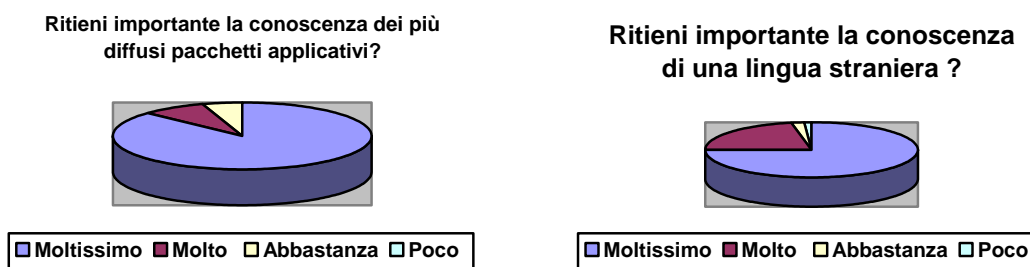 Ritieni importante la conoscenza dei più
diffusi pacchetti applicativi?
Moltissimo Molto Abbastanza Poco
Ritieni importante la conoscenza
di una lingua straniera ?
Moltissimo Molto Abbastanza Poco